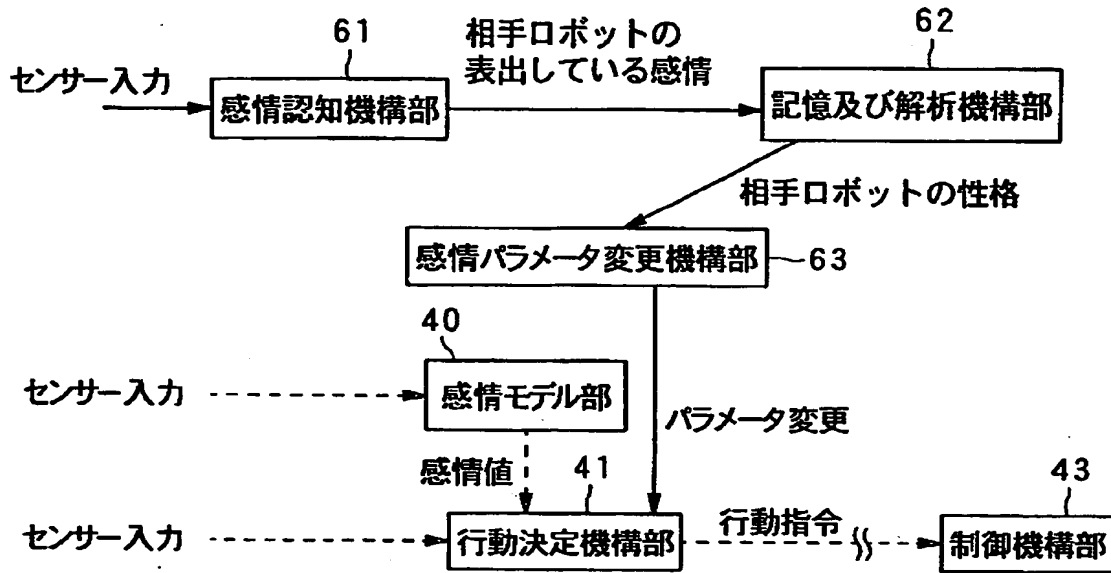 61
相手ロボットの
表出している感情
62
センサー入力
感情認知機構部
記憶及び解析機構部
相手ロボットの性格
感情パラメータ変更機構部
63
40
センサー入力
感情モデル部
パラメータ変更
感情値
41
43
センサー入力
行動決定機構部
行動指令
制御機構部